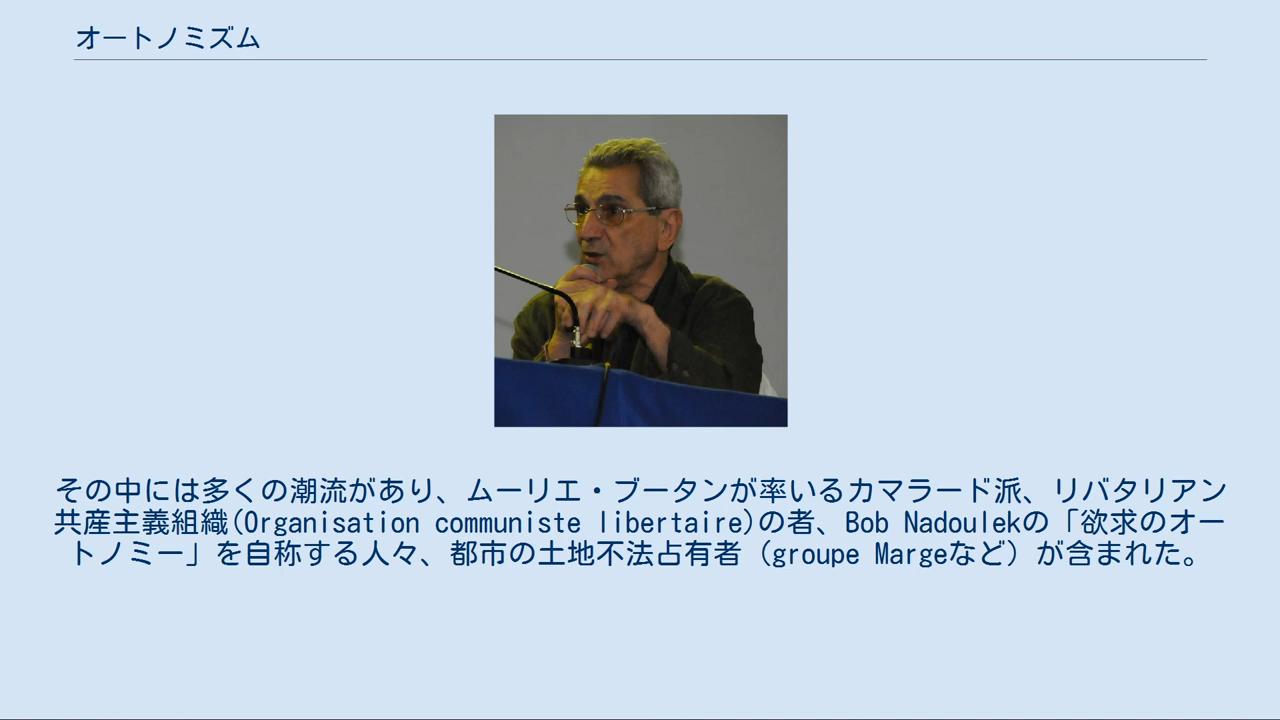 オートノミズム
その中には多くの潮流があり、ムーリエ・ブータンが率いるカマラード派、リバタリアン
共産主義組織(Organisation communiste libertaire)の者、Bob Nadoulekの「欲求のオー
トノミー」を自称する人々、都市の土地不法占有者（groupe Margeなど）が含まれた。